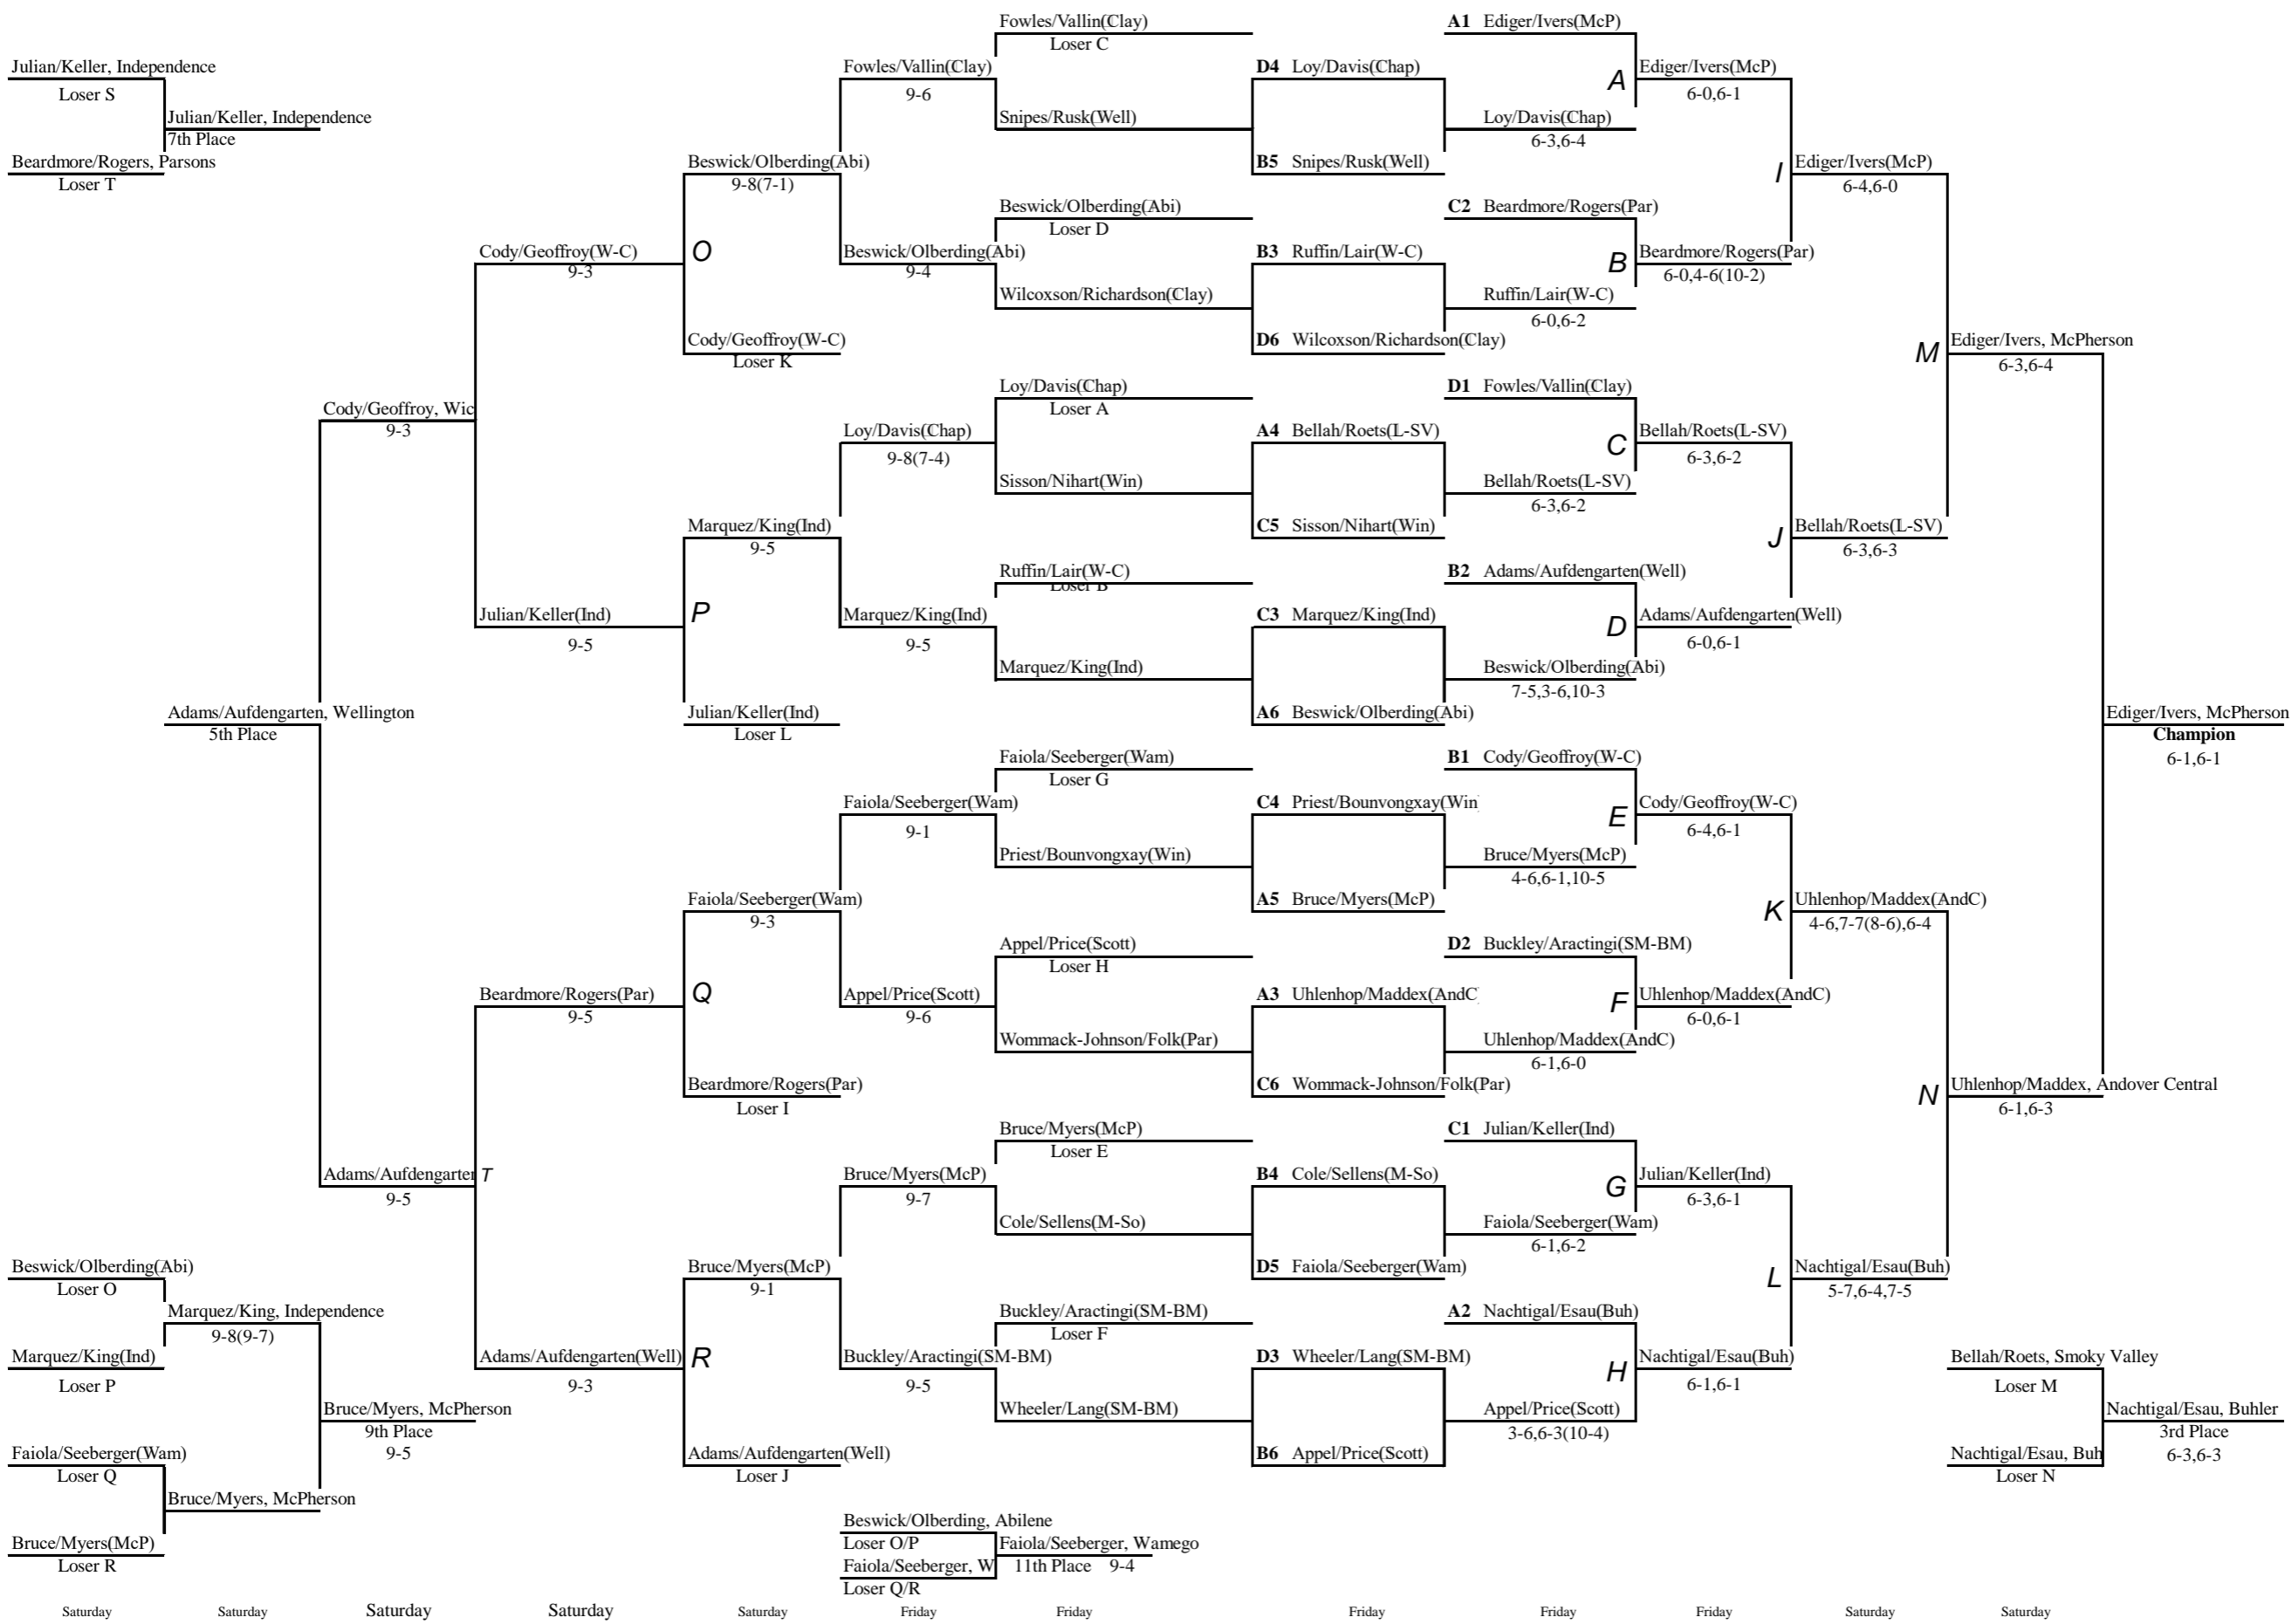 Fowles/Vallin(Clay)
Loser C
A1 Ediger/Ivers(McP)
Julian/Keller, Independence
Loser S
Fowles/Vallin(Clay)
9-6
D4 Loy/Davis(Chap)
A
Ediger/Ivers(McP)
6-0,6-1
Julian/Keller, Independence
7th Place
Snipes/Rusk(Well)
Loy/Davis(Chap)
6-3,6-4
Beardmore/Rogers, Parsons
Loser T
Beswick/Olberding(Abi)
9-8(7-1)
B5 Snipes/Rusk(Well)
I
Ediger/Ivers(McP)
6-4,6-0
Beswick/Olberding(Abi)
Loser D
C2 Beardmore/Rogers(Par)
Cody/Geoffroy(W-C)
9-3
O
Beswick/Olberding(Abi)
9-4
B3 Ruffin/Lair(W-C)
B
Beardmore/Rogers(Par)
6-0,4-6(10-2)
Wilcoxson/Richardson(Clay)
Ruffin/Lair(W-C)
6-0,6-2
Cody/Geoffroy(W-C)
Loser K
D6 Wilcoxson/Richardson(Clay)
M
Ediger/Ivers, McPherson
6-3,6-4
Loy/Davis(Chap)
Loser A
D1 Fowles/Vallin(Clay)
Cody/Geoffroy, Wic
9-3
Loy/Davis(Chap)
9-8(7-4)
A4 Bellah/Roets(L-SV)
C
Bellah/Roets(L-SV)
6-3,6-2
Sisson/Nihart(Win)
Bellah/Roets(L-SV)
6-3,6-2
Marquez/King(Ind)
9-5
C5 Sisson/Nihart(Win)
J
Bellah/Roets(L-SV)
6-3,6-3
Ruffin/Lair(W-C)
Loser B
B2 Adams/Aufdengarten(Well)
Julian/Keller(Ind)
9-5
P
Marquez/King(Ind)
9-5
C3 Marquez/King(Ind)
D
Adams/Aufdengarten(Well)
6-0,6-1
Marquez/King(Ind)
Beswick/Olberding(Abi)
7-5,3-6,10-3
Adams/Aufdengarten, Wellington
5th Place
Julian/Keller(Ind)
Loser L
A6 Beswick/Olberding(Abi)
Ediger/Ivers, McPherson
Champion
6-1,6-1
Faiola/Seeberger(Wam)
Loser G
B1 Cody/Geoffroy(W-C)
Faiola/Seeberger(Wam)
9-1
C4 Priest/Bounvongxay(Win
E
Cody/Geoffroy(W-C)
6-4,6-1
Priest/Bounvongxay(Win)
Bruce/Myers(McP)
4-6,6-1,10-5
Faiola/Seeberger(Wam)
9-3
A5 Bruce/Myers(McP)
K
Uhlenhop/Maddex(AndC)
4-6,7-7(8-6),6-4
Appel/Price(Scott)
Loser H
D2 Buckley/Aractingi(SM-BM)
Beardmore/Rogers(Par)
9-5
Q
Appel/Price(Scott)
9-6
A3 Uhlenhop/Maddex(AndC
F
Uhlenhop/Maddex(AndC)
6-0,6-1
Wommack-Johnson/Folk(Par)
Uhlenhop/Maddex(AndC)
6-1,6-0
Beardmore/Rogers(Par)
Loser I
C6 Wommack-Johnson/Folk(Par)
N
Uhlenhop/Maddex, Andover Central
6-1,6-3
Bruce/Myers(McP)
Loser E
C1 Julian/Keller(Ind)
Adams/Aufdengarten
9-5
T
Bruce/Myers(McP)
9-7
B4 Cole/Sellens(M-So)
G
Julian/Keller(Ind)
6-3,6-1
Cole/Sellens(M-So)
Faiola/Seeberger(Wam)
6-1,6-2
Beswick/Olberding(Abi)
Loser O
Bruce/Myers(McP)
9-1
D5 Faiola/Seeberger(Wam)
L
Nachtigal/Esau(Buh)
5-7,6-4,7-5
Marquez/King, Independence
9-8(9-7)
Buckley/Aractingi(SM-BM)
Loser F
A2 Nachtigal/Esau(Buh)
Marquez/King(Ind)
Loser P
Adams/Aufdengarten(Well)
9-3
R
Buckley/Aractingi(SM-BM)
9-5
D3 Wheeler/Lang(SM-BM)
H
Nachtigal/Esau(Buh)
6-1,6-1
Bellah/Roets, Smoky Valley
Loser M
Bruce/Myers, McPherson
9th Place
9-5
Wheeler/Lang(SM-BM)
Appel/Price(Scott)
3-6,6-3(10-4)
Nachtigal/Esau, Buhler
3rd Place
6-3,6-3
Faiola/Seeberger(Wam)
Loser Q
Adams/Aufdengarten(Well)
Loser J
B6 Appel/Price(Scott)
Nachtigal/Esau, Buh
Loser N
Bruce/Myers, McPherson
Bruce/Myers(McP)
Loser R
Beswick/Olberding, Abilene
Loser O/P
Faiola/Seeberger, Wamego
11th Place 9-4
Faiola/Seeberger, W
Loser Q/R
Saturday Saturday Saturday Saturday Saturday Friday Friday Friday Friday Friday Saturday Saturday